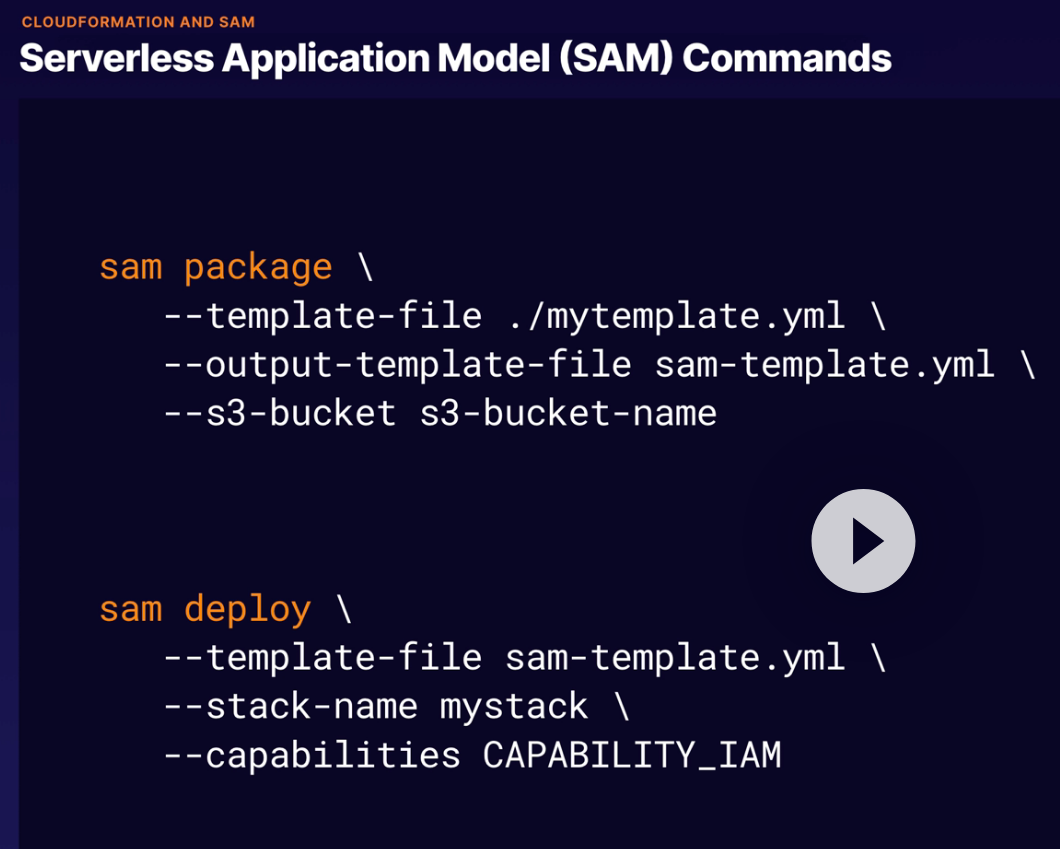 CLOUDFORMATION AND SAM
Serverless Application Model (SAM) Commands
sam package \
--template-file ./mytemplate.yml \
--output-template-file sam-template.yml \
--s3-bucket s3-bucket-name
sam deploy \
--template-file sam-template.yml \
--stack-name mystack \
--capabilities CAPABILITY_IAM